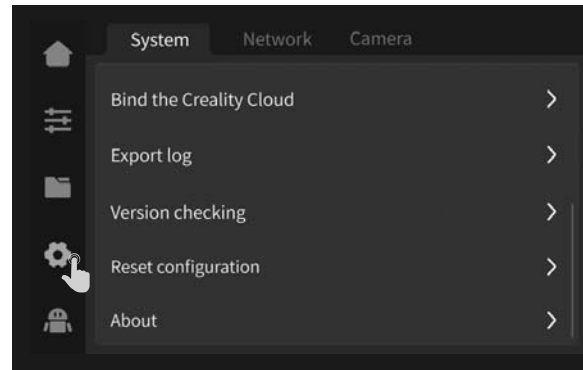 System Network Camera
Bind the Creality Cloud
Export log
Version checking
Reset configuration
About